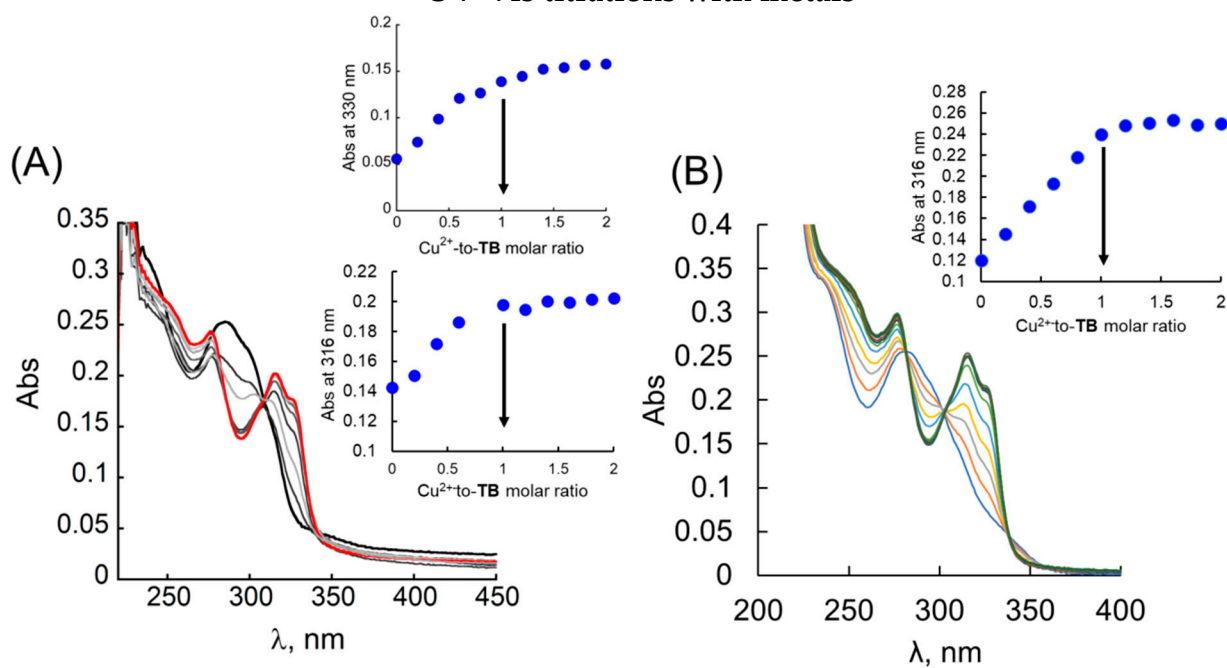 titrations with metals
(A)
Abs at 330 nm
0.2
0.15
0.1
0.05
0
0 0.5 1 1.5 2
Cu²⁺-to-TB molar ratio
Abs at 316 nm
0.22
0.20
0.18
0.16
0.14
0.12
0.1
0 0.5 1 1.5 2
Cu²⁺-to-TB molar ratio
Abs
0.35
0.3
0.25
0.2
0.15
0.1
0.05
0
250 300 350 400 450
λ, nm
(B)
Abs at 316 nm
0.28
0.26
0.24
0.22
0.2
0.18
0.16
0.14
0.12
0.1
0 0.5 1 1.5 2
Cu²⁺-to-TB molar ratio
Abs
0.4
0.35
0.3
0.25
0.2
0.15
0.1
0.05
0
200 250 300 350 400
λ, nm